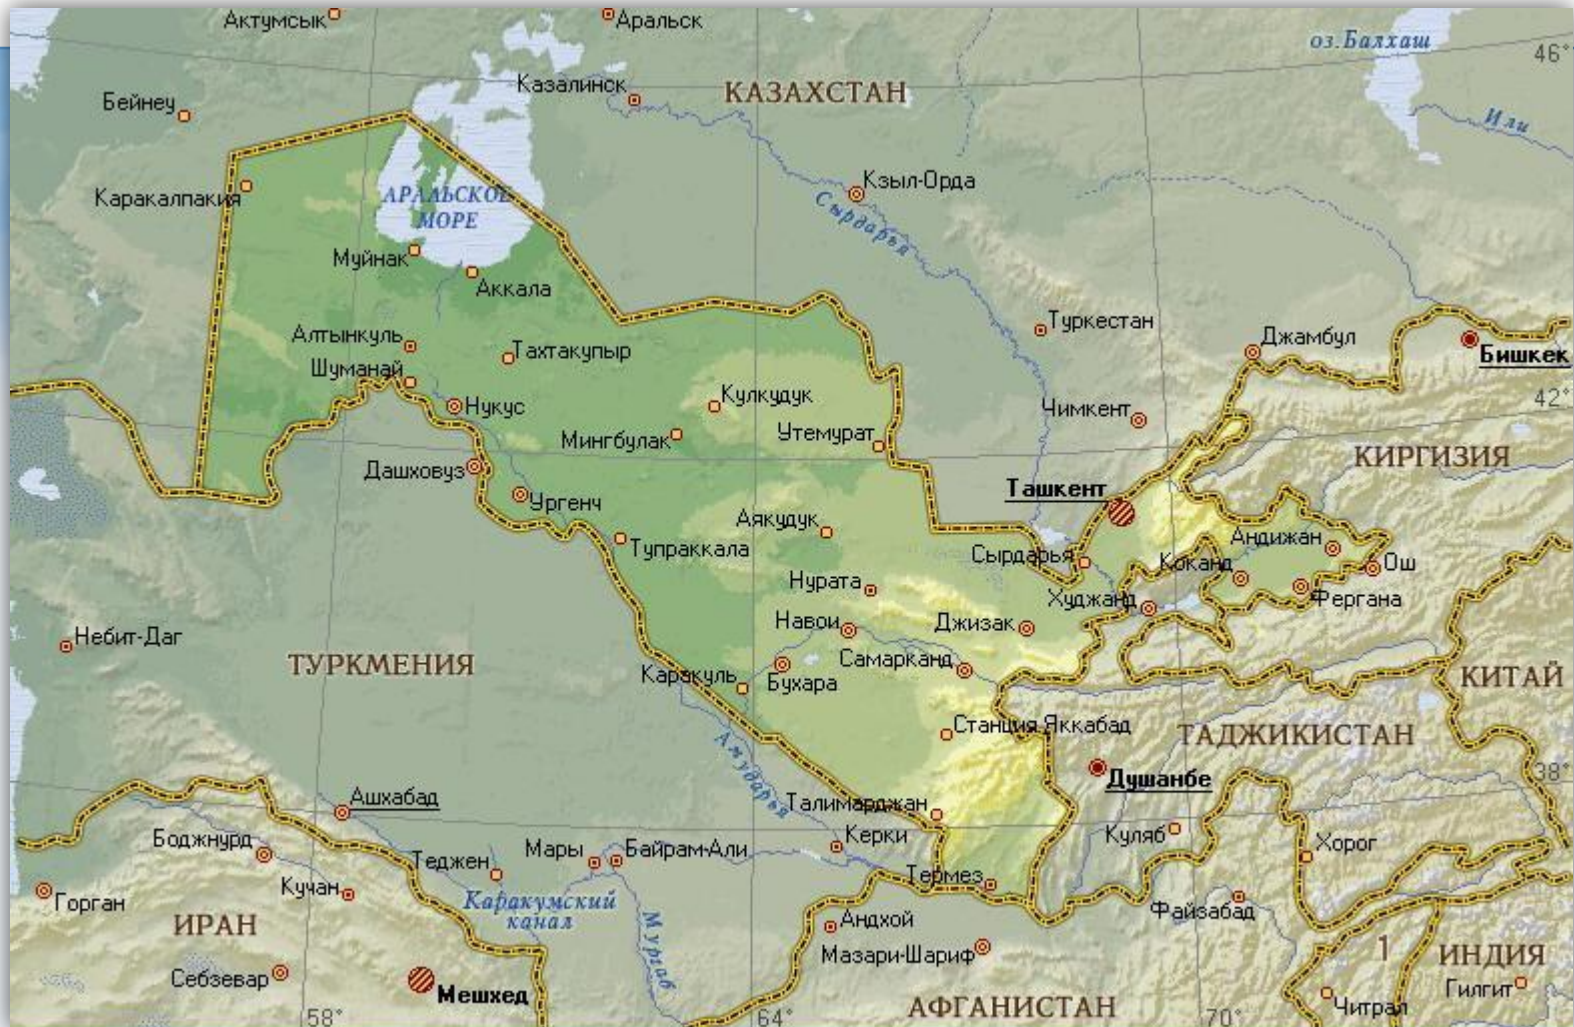 Актумсык
Аральск
оз.Балхаш
46°
Бейнеу
Казалинск
КАЗАХСТАН
Или
Каракалпакия
АРАЛЬСКОЕ
МОРЕ
Кзыл-Орда
Сырдарья
Муйнак
Аккала
Алтынкуль
Тахтакупыр
Туркестан
Джамбул
Бишкек
Шуманай
Нукус
Кулкудук
Чимкент
42°
Мингбулак
Утемурат
КИРГИЗИЯ
Дашховуз
Ургенч
Ташкент
Аякудук
Тупраккала
Сырдарья
Андижан
Коканд
Ош
Нурата
Худжанд
Фергана
Небит-Даг
Навои
Джизак
ТУРКМЕНИЯ
Самарканд
Каракуль
Бухара
КИТАЙ
Станция Яккабад
ТАДЖИКИСТАН
Амударья
Душанбе
38°
Ашхабад
Талимарджан
Керки
Куляб
Хорог
Боджнурд
Теджен
Мары
Байрам-Али
Термез
Кучан
Горган
Каракумский
канал
Мургаб
Файзабад
ИРАН
Андхой
Мазари-Шариф
1
ИНДИЯ
Себзевар
Мешхед
Гилгит
АФГАНИСТАН
Читрал
58°
64°
70°